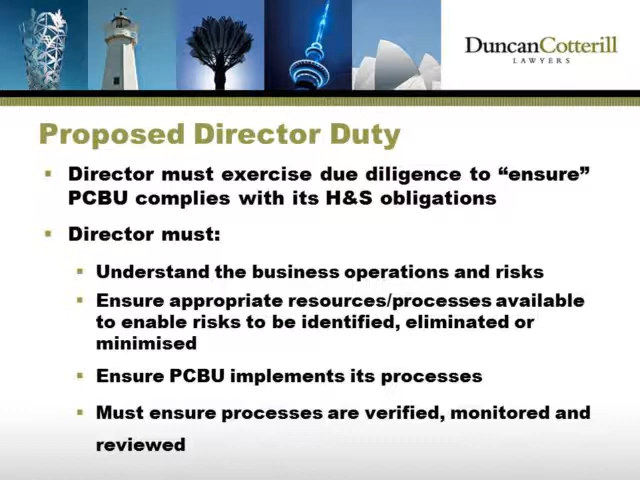 DuncanCotterill
LAWYERS
Proposed Director Duty
Director must exercise due diligence to “ensure”
PCBU complies with its H&S obligations
Director must:
Understand the business operations and risks
Ensure appropriate resources/processes available
to enable risks to be identified, eliminated or
minimised
Ensure PCBU implements its processes
Must ensure processes are verified, monitored and
reviewed